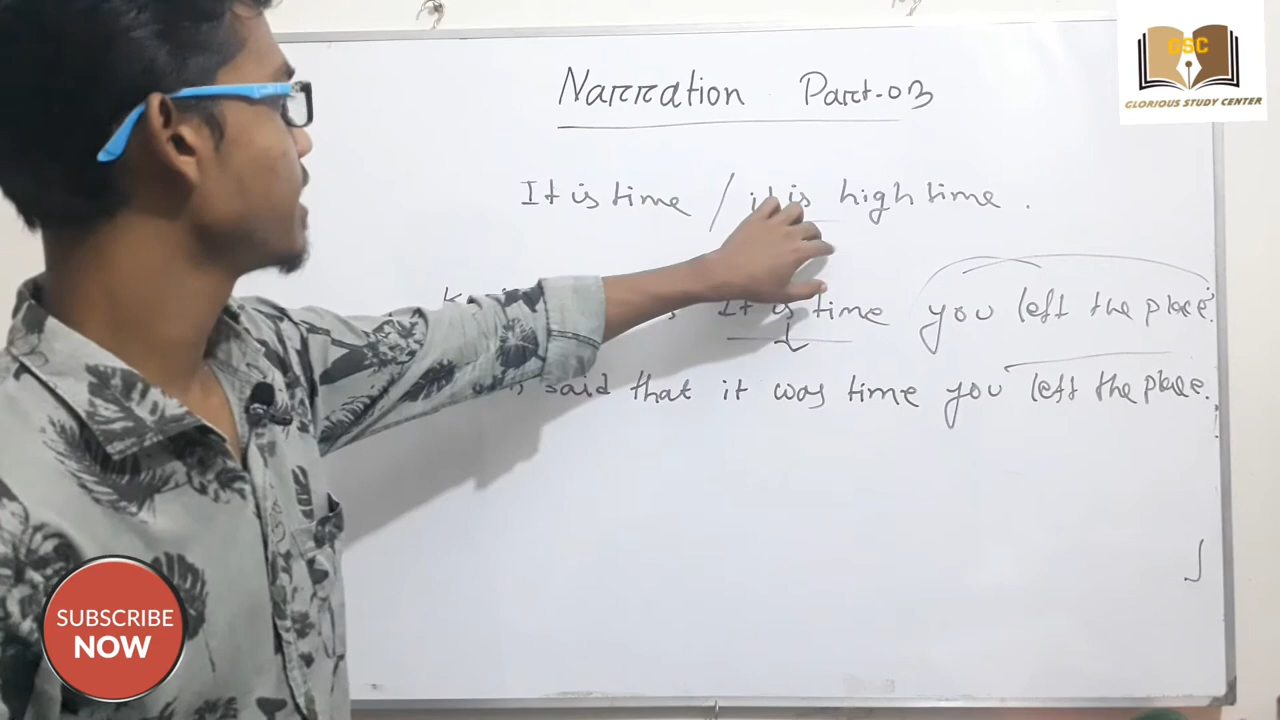 GSC
GLORIOUS STUDY CENTER
Narration Part-03
It is time / it is high time.
It is time you left the place.
said that it was time you left the place.
SUBSCRIBE
NOW